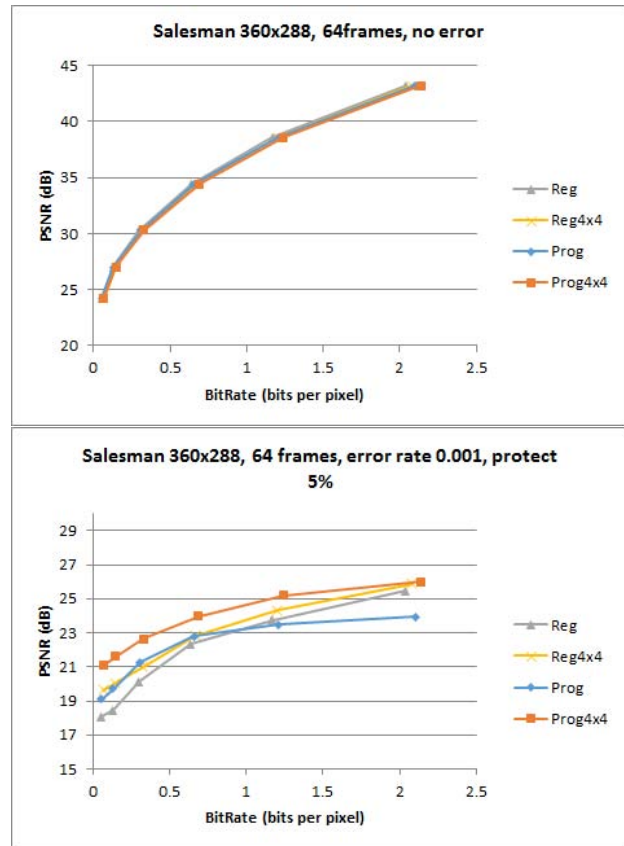 Salesman 360x288, 64frames, no error
PSNR (dB)
45
40
35
30
25
20
0
0.5
1
1.5
2
2.5
BitRate (bits per pixel)
Reg
Reg4x4
Prog
Prog4x4
Salesman 360x288, 64 frames, error rate 0.001, protect
5%
PSNR (dB)
29
27
25
23
21
19
17
15
0
0.5
1
1.5
2
2.5
BitRate (bits per pixel)
Reg
Reg4x4
Prog
Prog4x4